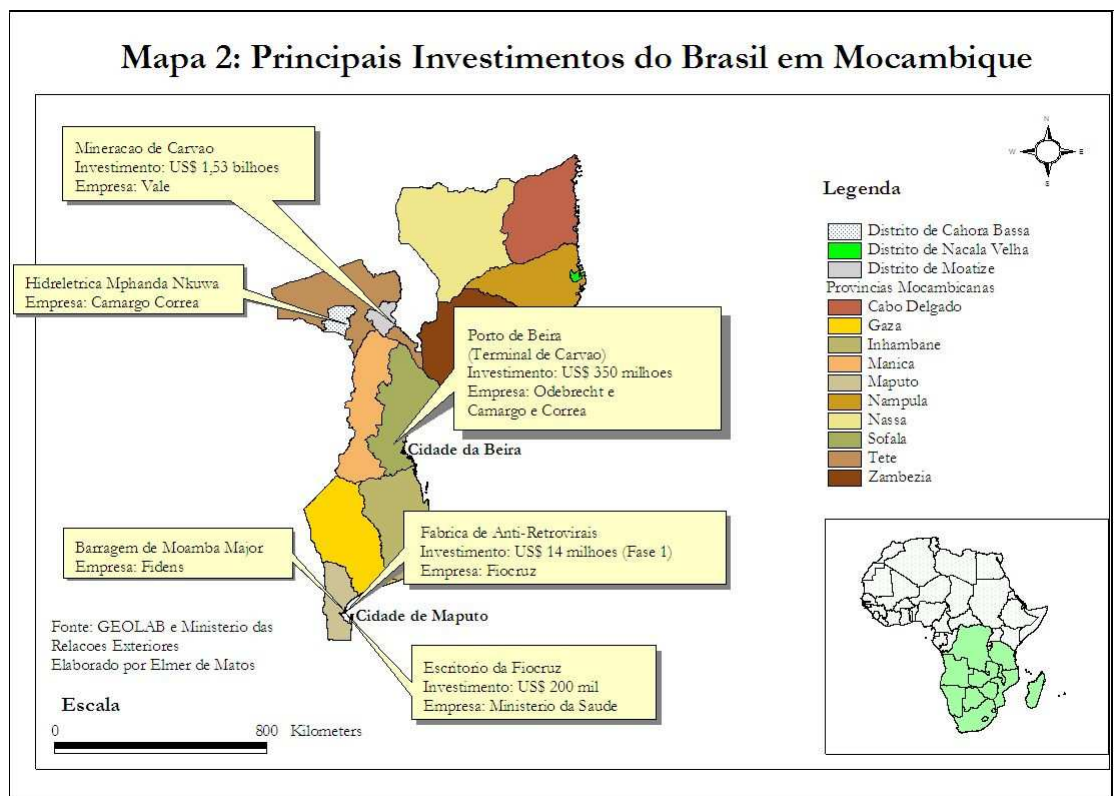 Mapa 2: Principais Investimentos do Brasil em Mocambique
Mineracao de Carvao
Investimento: US$ 1,53 bilhoes
Empresa: Vale
Hidreletrica Mphanda Nkuwa
Empresa: Camargo Correa
Porto de Beira
(Terminal de Carvao)
Investimento: US$ 350 milhoes
Empresa: Odebrecht e
Camargo e Correa
Cidade da Beira
Barragem de Moamba Major
Empresa: Fidens
Fabrica de Anti-Retrovirais
Investimento: US$ 14 milhoes (Fase 1)
Empresa: Fiocruz
Cidade de Maputo
Escritorio da Fiocruz
Investimento: US$ 200 mil
Empresa: Ministerio da Saude
Fonte: GEOLAB e Ministerio das
Relacoes Exteriores
Elaborado por Elmer de Matos
Escala
0 800 Kilometers
N
W E
S
Legenda
Distrito de Cahora Bassa
Distrito de Nacala Velha
Distrito de Moatize
Provincias Mocambicanas
Cabo Delgado
Gaza
Inhambane
Manica
Maputo
Nampula
Nassa
Sofala
Tete
Zambezia